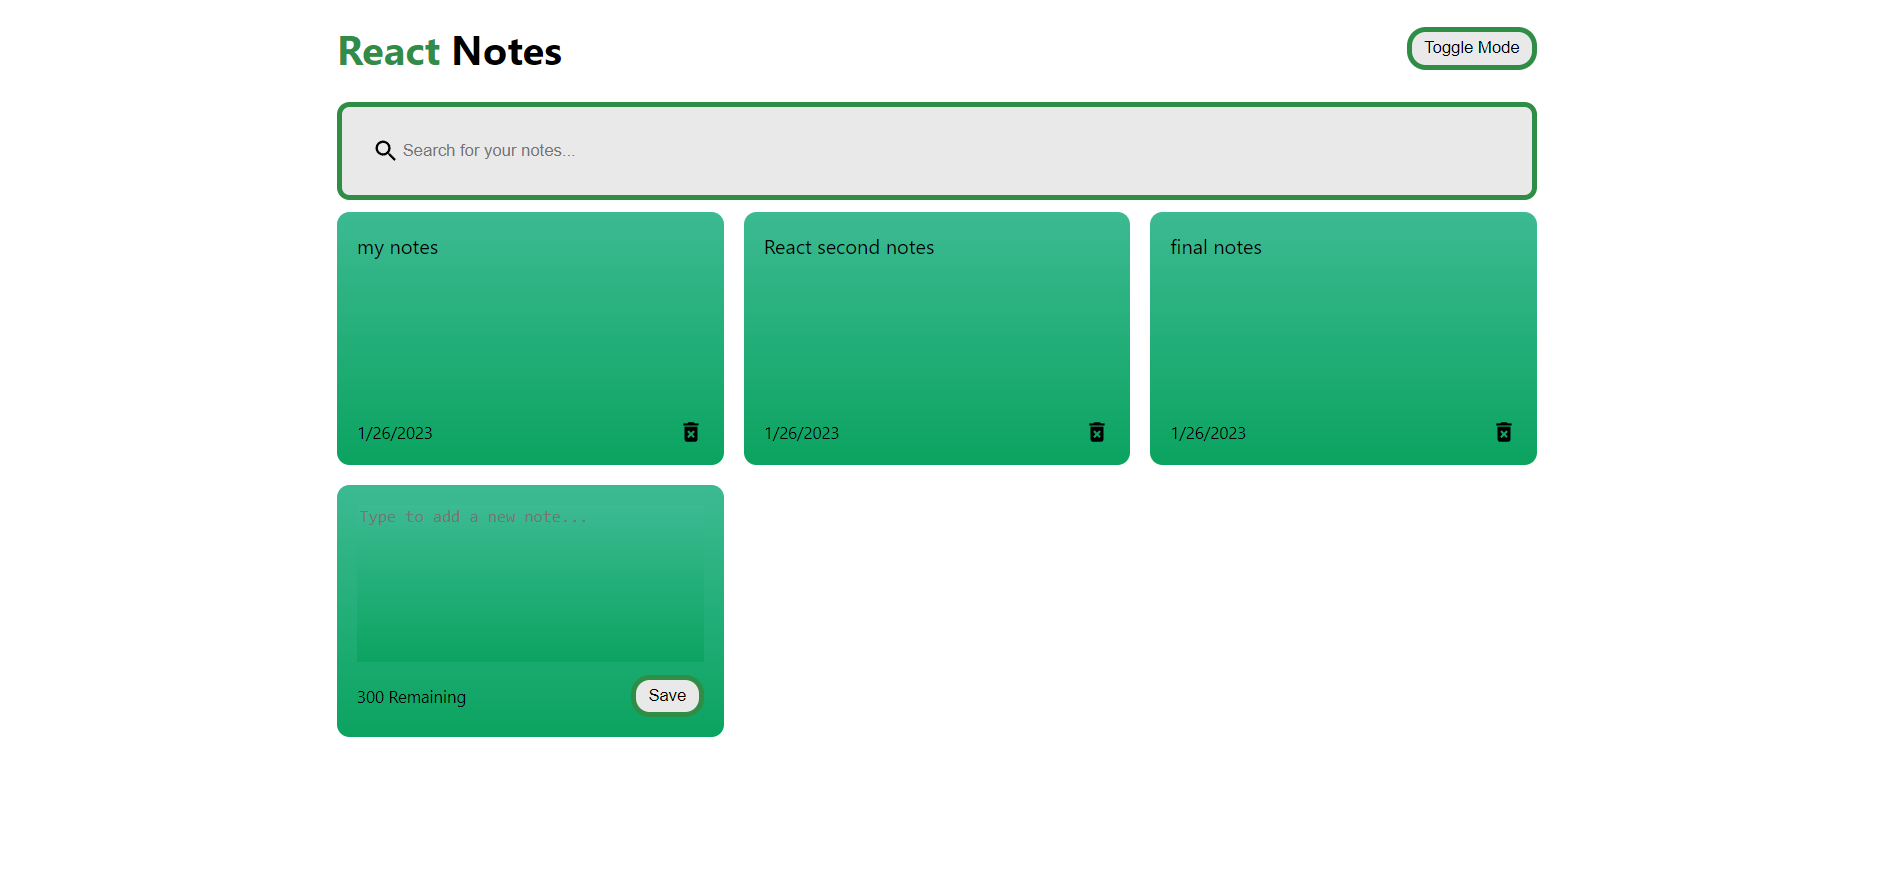 React Notes
Toggle Mode
Search for your notes...
my notes
React second notes
final notes
1/26/2023
1/26/2023
1/26/2023
Type to add a new note...
300 Remaining
Save